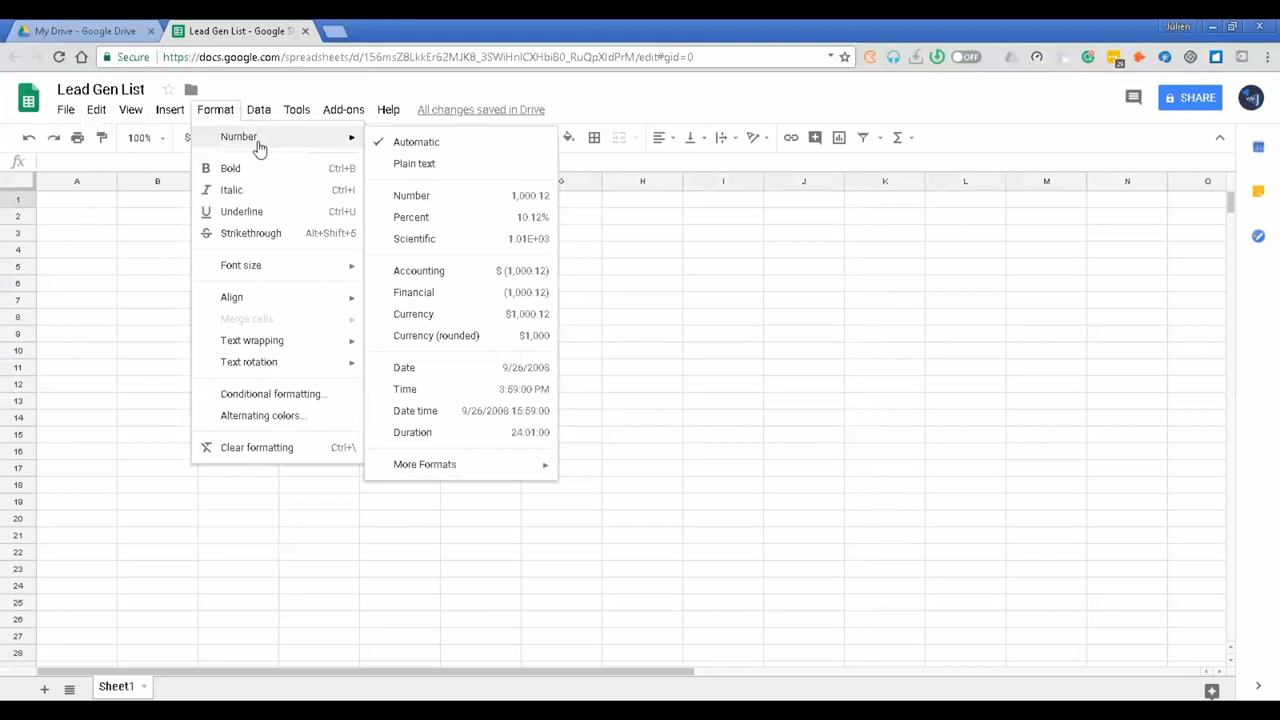 My Drive - Google Drive
Lead Gen List - Google S
Julien
Secure
https://docs.google.com/spreadsheets/d/156msZ8LkkEr62MJK8_3SWiHnICXHbiB0_RuQpXIdPrM/edit#gid=0
OFF
29
Lead Gen List
File Edit View Insert Format Data Tools Add-ons Help All changes saved in Drive
SHARE
100% $
fx
A B G H I J K L M N O
1
2
3
4
5
6
7
8
9
10
11
12
13
14
15
16
17
18
19
20
21
22
23
24
25
26
27
28
Number
B Bold Ctrl+B
I Italic Ctrl+I
U Underline Ctrl+U
S Strikethrough Alt+Shift+5
Font size
Align
Merge cells
Text wrapping
Text rotation
Conditional formatting...
Alternating colors...
Clear formatting Ctrl+\
Automatic
Plain text
Number 1,000.12
Percent 10.12%
Scientific 1.01E+03
Accounting $ (1,000.12)
Financial (1,000.12)
Currency $1,000.12
Currency (rounded) $1,000
Date 9/26/2008
Time 3:59:00 PM
Date time 9/26/2008 15:59:00
Duration 24:01:00
More Formats
Sheet1